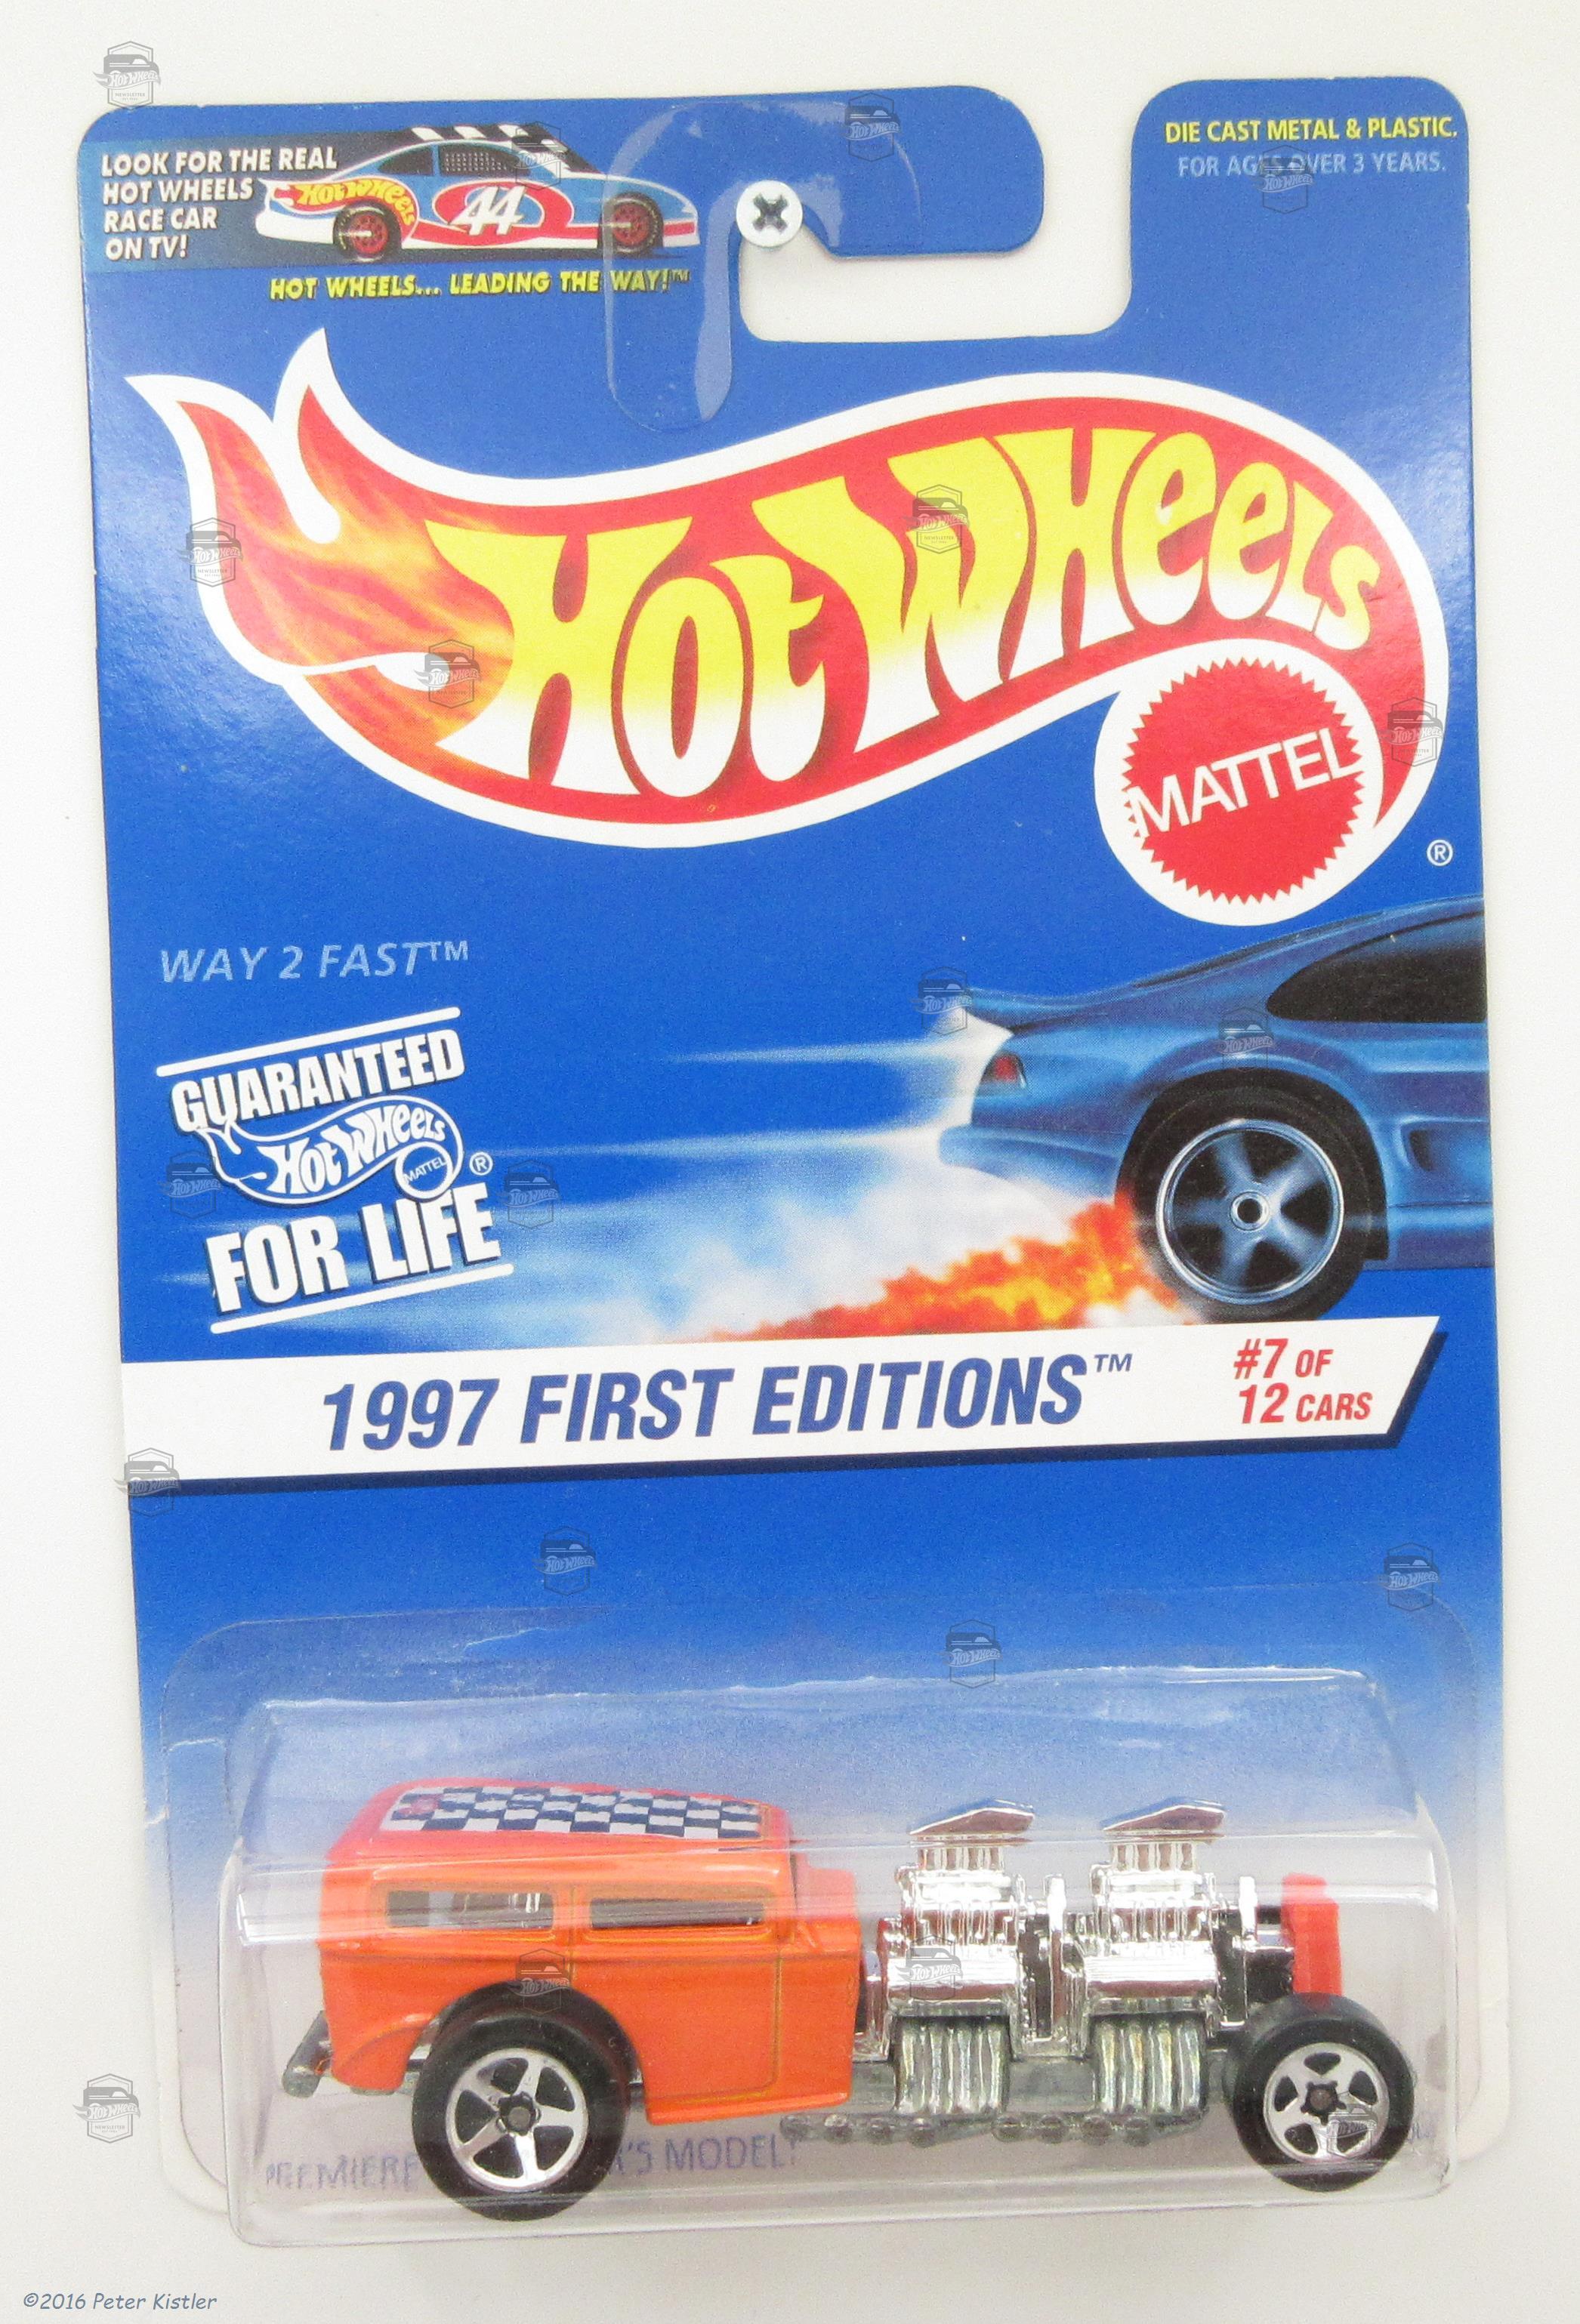 LOOK FOR THE REAL
HOT WHEELS
RACE CAR
ON TV!
Hot Wheels
44
HOT WHEELS... LEADING THE WAY!™
DIE CAST METAL & PLASTIC.
FOR AGES OVER 3 YEARS.
Hot Wheels
MATTEL
®
WAY 2 FAST™
GUARANTEED
Hot Wheels
MATTEL ®
FOR LIFE
1997 FIRST EDITIONS™
#7 OF
12 CARS
PREMIERE
'S MODEL!
©2016 Peter Kistler